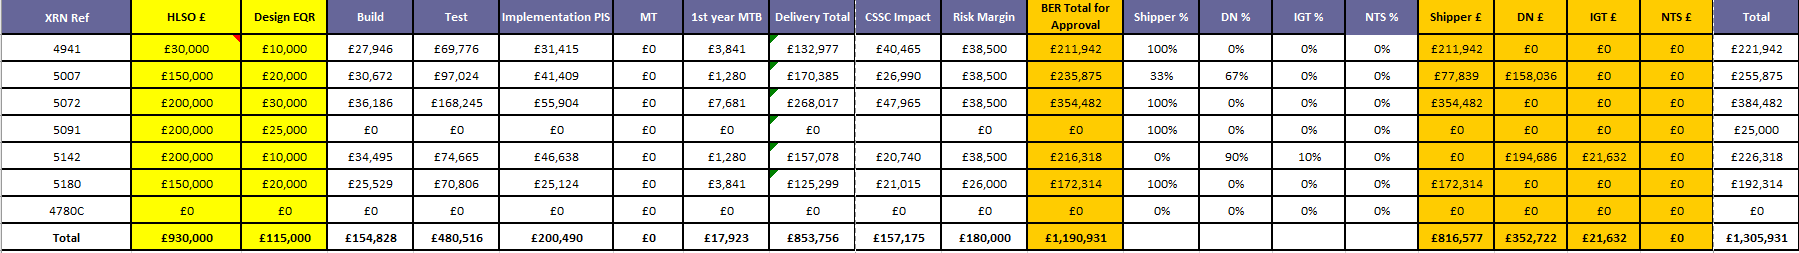 XRN Ref HLSO £ Design EQR Build Test Implementation PIS MT 1st year MTB Delivery Total CSSC Impact Risk Margin BER Total for Approval Shipper % DN % IGT % NTS % Shipper £ DN £ IGT £ NTS £ Total
4941 £30,000 £10,000 £27,946 £69,776 £31,415 £0 £3,841 £132,977 £40,465 £38,500 £211,942 100% 0% 0% 0% £211,942 £0 £0 £0 £221,942
5007 £150,000 £20,000 £30,672 £97,024 £41,409 £0 £1,280 £170,385 £26,990 £38,500 £235,875 33% 67% 0% 0% £77,839 £158,036 £0 £0 £255,875
5072 £200,000 £30,000 £36,186 £168,245 £55,904 £0 £7,681 £268,017 £47,965 £38,500 £354,482 100% 0% 0% 0% £354,482 £0 £0 £0 £384,482
5091 £200,000 £25,000 £0 £0 £0 £0 £0 £0 £0 £0 100% 0% 0% 0% £0 £0 £0 £0 £25,000
5142 £200,000 £10,000 £34,495 £74,665 £46,638 £0 £1,280 £157,078 £20,740 £38,500 £216,318 0% 90% 10% 0% £0 £194,686 £21,632 £0 £226,318
5180 £150,000 £20,000 £25,529 £70,806 £25,124 £0 £3,841 £125,299 £21,015 £26,000 £172,314 100% 0% 0% 0% £172,314 £0 £0 £0 £192,314
4780C £0 £0 £0 £0 £0 £0 £0 £0 £0 £0 £0 0% 0% 0% 0% £0 £0 £0 £0 £0
Total £930,000 £115,000 £154,828 £480,516 £200,490 £0 £17,923 £853,756 £157,175 £180,000 £1,190,931 £816,577 £352,722 £21,632 £0 £1,305,931